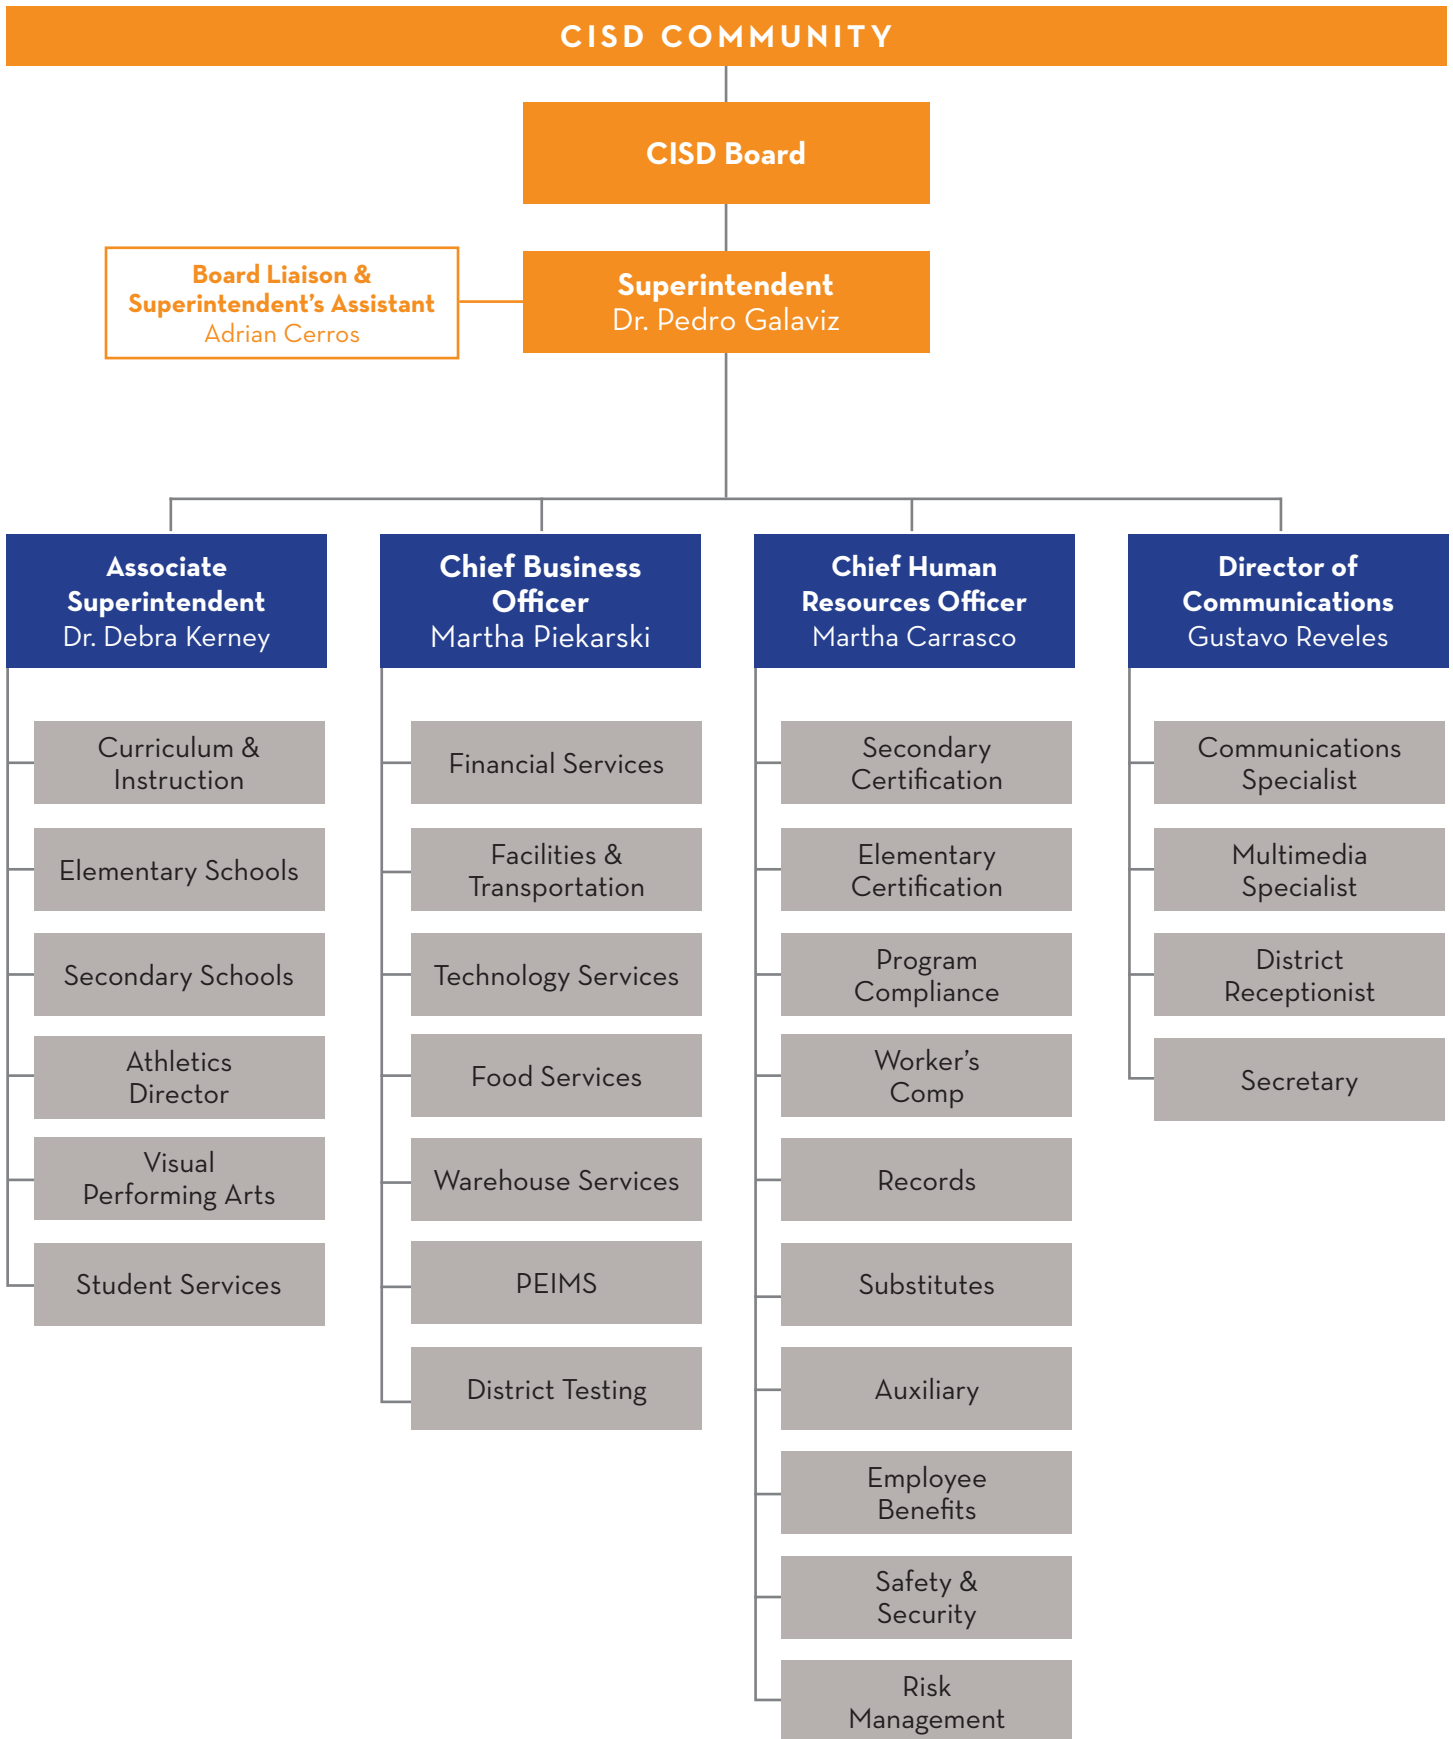 CISD COMMUNITY
CISD Board
Board Liaison &
Superintendent's Assistant
Adrian Cerros
Superintendent
Dr. Pedro Galaviz
Associate
Superintendent
Dr. Debra Kerney
Curriculum &
Instruction
Elementary Schools
Secondary Schools
Athletics
Director
Visual
Performing Arts
Student Services
Chief Business
Officer
Martha Piekarski
Financial Services
Facilities &
Transportation
Technology Services
Food Services
Warehouse Services
PEIMS
District Testing
Chief Human
Resources Officer
Martha Carrasco
Secondary
Certification
Elementary
Certification
Program
Compliance
Worker's
Comp
Records
Substitutes
Auxiliary
Employee
Benefits
Safety &
Security
Risk
Management
Director of
Communications
Gustavo Reveles
Communications
Specialist
Multimedia
Specialist
District
Receptionist
Secretary